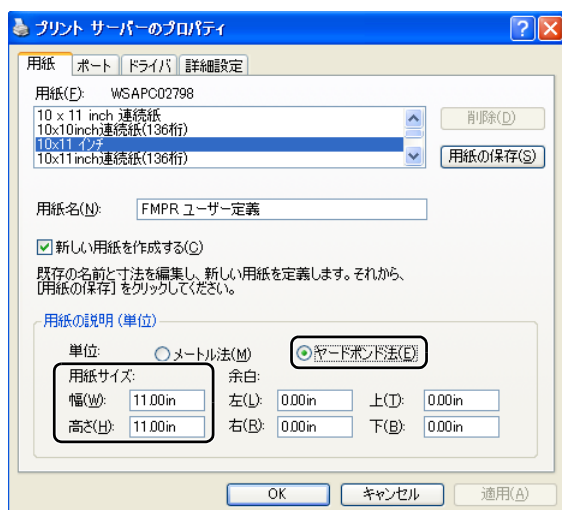 プリント サーバーのプロパティ
用紙 ポート ドライバ 詳細設定
用紙(F): WSAPC02798
10 x 11 inch 連続紙
10x10inch連続紙(136桁)
10x11 インチ
10x11inch連続紙(136桁)
削除(D)
用紙の保存(S)
用紙名(N): FMPR ユーザー定義
新しい用紙を作成する(C)
既存の名前と寸法を編集し、新しい用紙を定義します。それから、
[用紙の保存] をクリックしてください。
用紙の説明 (単位)
単位: メートル法(M) ヤードポンド法(E)
用紙サイズ: 余白:
幅(W): 11.00in 左(L): 0.00in 上(T): 0.00in
高さ(H): 11.00in 右(R): 0.00in 下(B): 0.00in
OK キャンセル 適用(A)